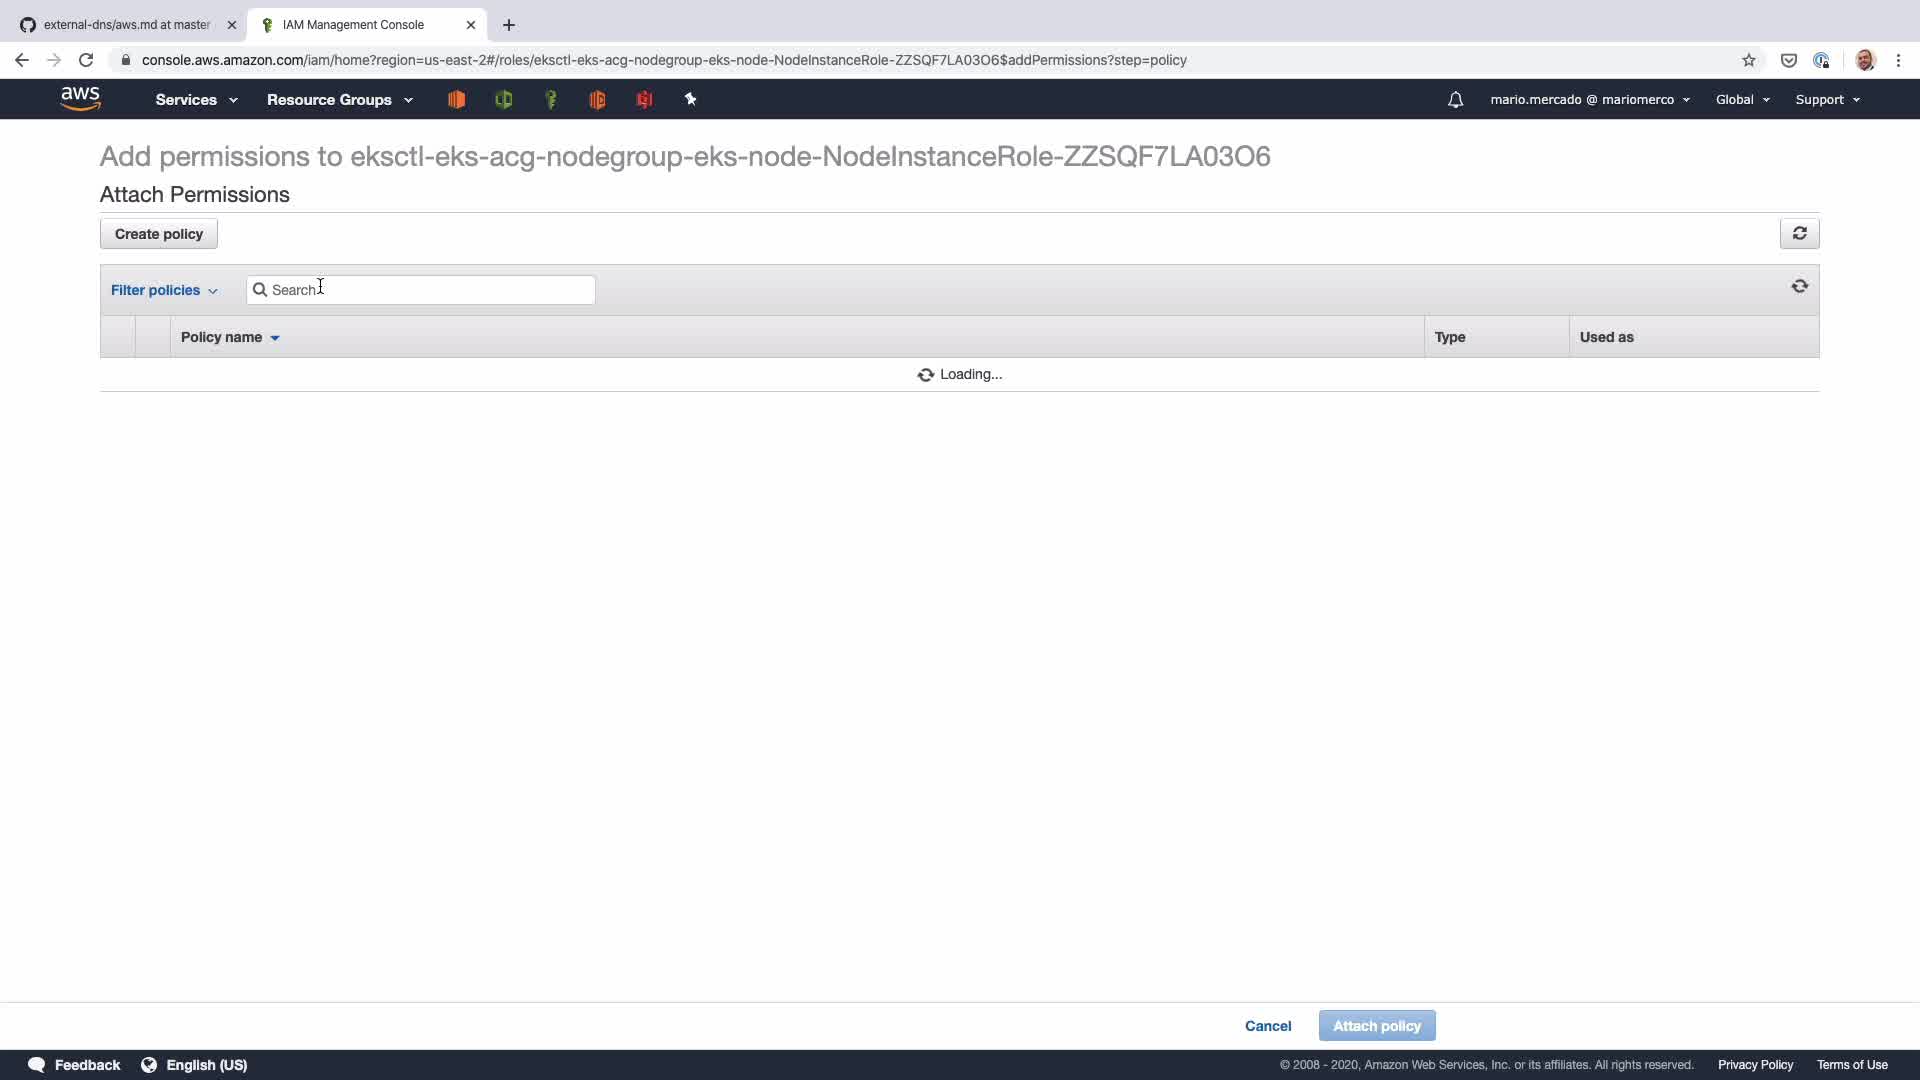 external-dns/aws.md at master
IAM Management Console
console.aws.amazon.com/iam/home?region=us-east-2#/roles/eksctl-eks-acg-nodegroup-eks-node-NodeInstanceRole-ZZSQF7LA03O6$addPermissions?step=policy
aws
Services
Resource Groups
mario.mercado @ mariomerco
Global
Support
Add permissions to eksctl-eks-acg-nodegroup-eks-node-NodeInstanceRole-ZZSQF7LA03O6
Attach Permissions
Create policy
Filter policies
Search
Policy name
Type
Used as
Loading...
Cancel
Attach policy
Feedback
English (US)
© 2008 - 2020, Amazon Web Services, Inc. or its affiliates. All rights reserved.
Privacy Policy
Terms of Use